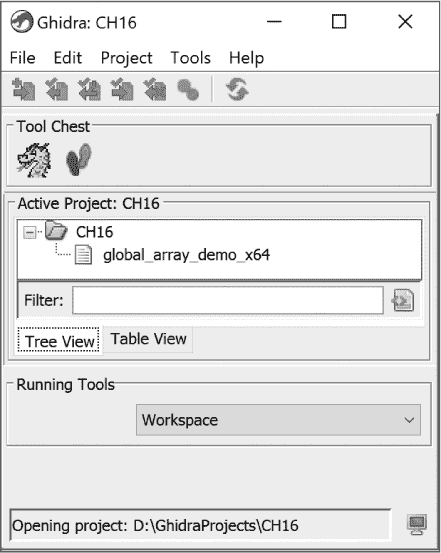 Ghidra: CH16
File Edit Project Tools Help
Tool Chest
Active Project: CH16
CH16
global_array_demo_x64
Filter:
Tree View Table View
Running Tools
Workspace
Opening project: D:\GhidraProjects\CH16